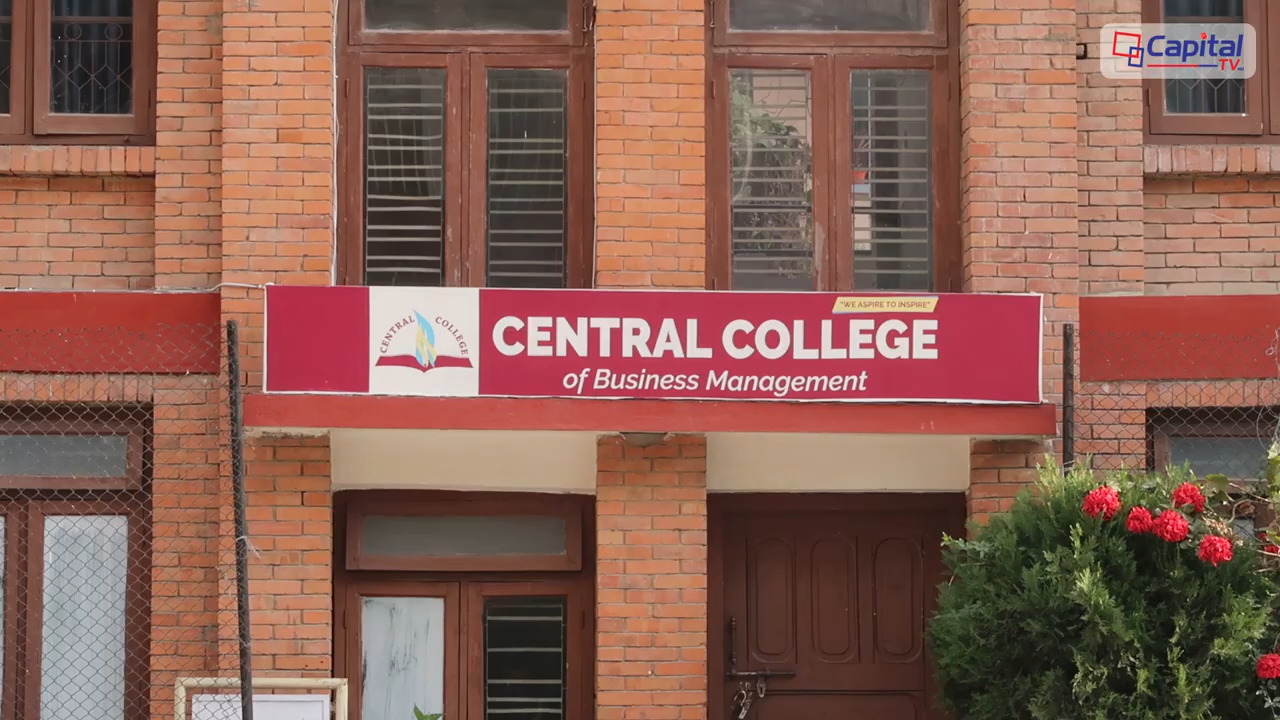 Capital
TV
"WE ASPIRE TO INSPIRE"
CENTRAL COLLEGE
CENTRAL COLLEGE
of Business Management